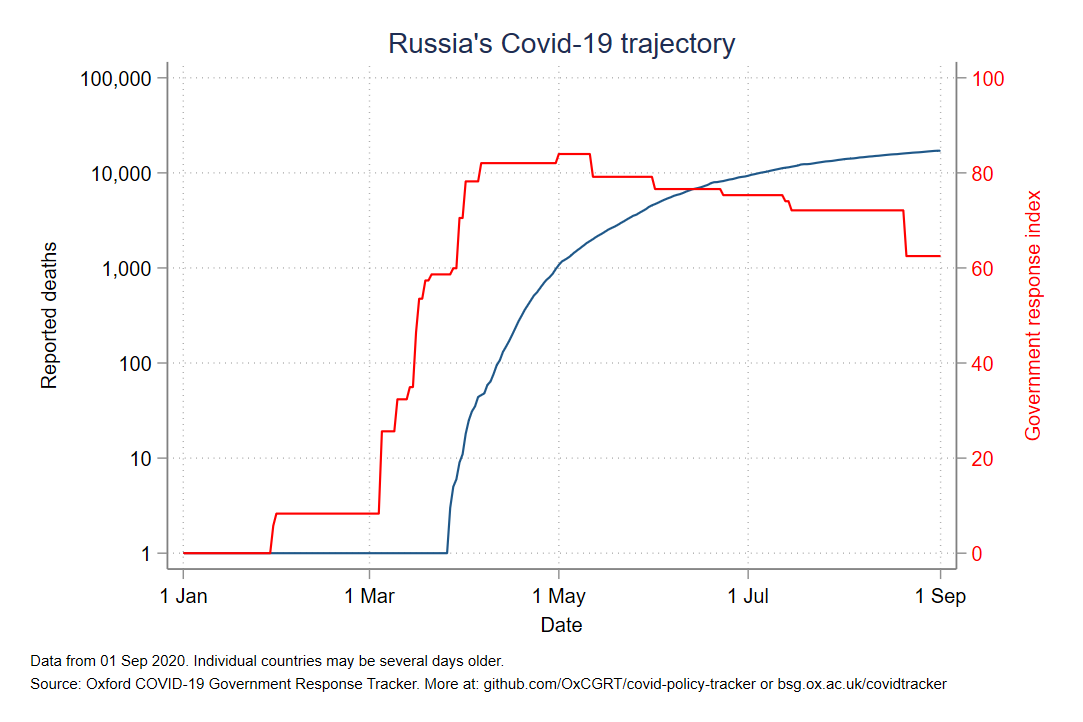 Russia's Covid-19 trajectory
100,000
10,000
1,000
100
10
1
Reported deaths
100
80
60
40
20
0
Government response index
1 Jan
1 Mar
1 May
1 Jul
1 Sep
Date
Data from 01 Sep 2020. Individual countries may be several days older.
Source: Oxford COVID-19 Government Response Tracker. More at: github.com/OxCGRT/covid-policy-tracker or bsg.ox.ac.uk/covidtracker